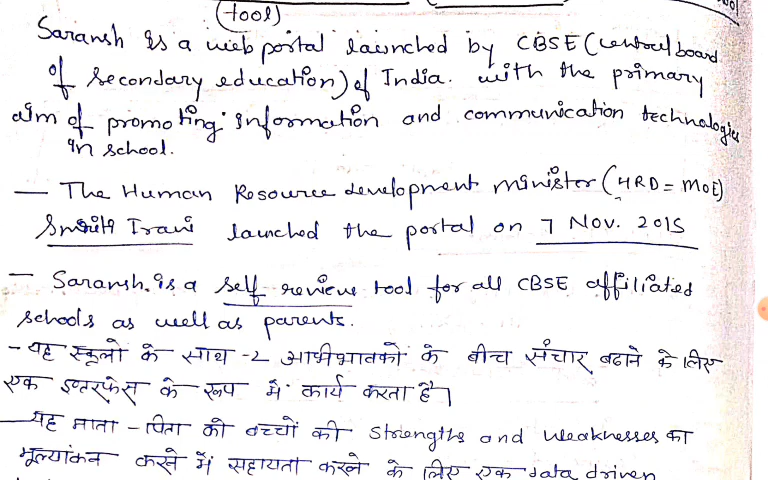 (tool)
Saransh is a web portal launched by CBSE (central board
of Secondary education) of India. with the primary
aim of promoting information and communication technologies
in school.
— The Human Resource development minister (HRD = MOE)
Smriti Irani launched the portal on 7 Nov. 2015
— Saransh is a self review tool for all CBSE affiliated
schools as well as parents.
- यह स्कूलों के साथ -2 अभीभावकों के बीच संचार बढाने के लिए
एक इण्टरफेस के रूप में कार्य करता है।
— यह माता - पिता को बच्चों की Strengths and weaknesses का
मूल्यांकन करने में सहायता करने के लिए एक data driven